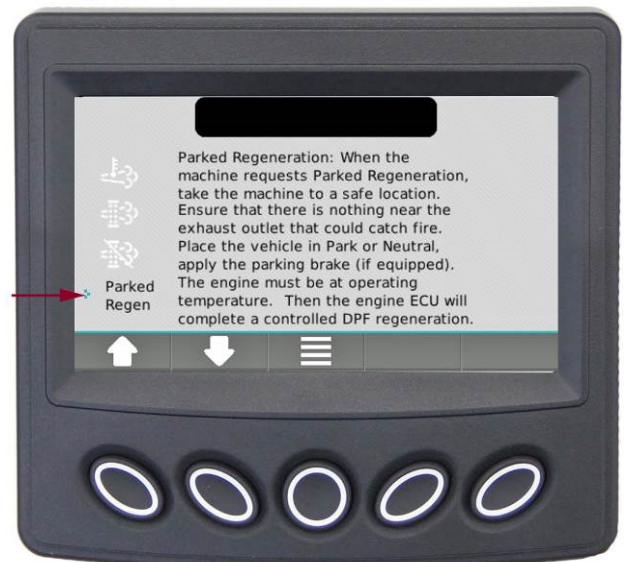 Parked Regeneration: When the
machine requests Parked Regeneration,
take the machine to a safe location.
Ensure that there is nothing near the
exhaust outlet that could catch fire.
Place the vehicle in Park or Neutral,
apply the parking brake (if equipped).
The engine must be at operating
temperature.  Then the engine ECU will
complete a controlled DPF regeneration.
Parked
Regen